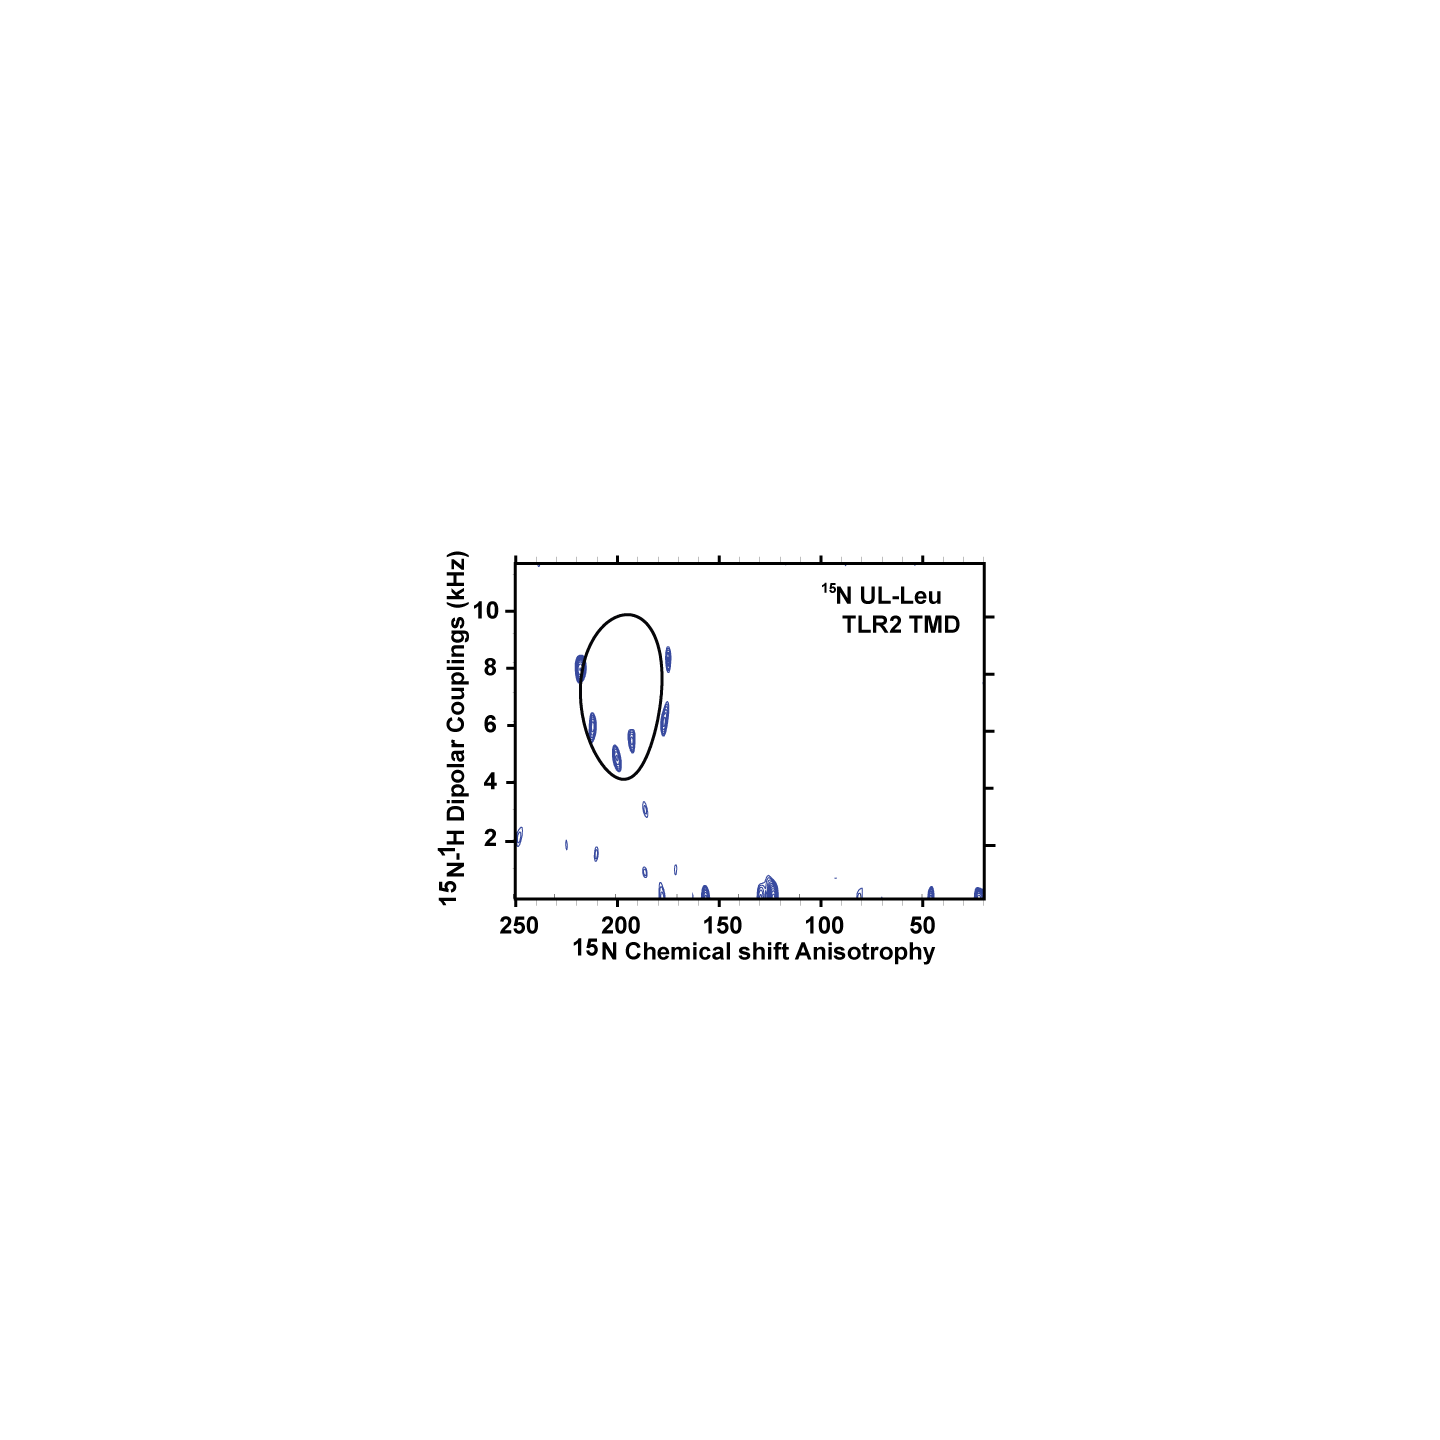 ¹⁵N UL-Leu
TLR2 TMD
15N-1H Dipolar Couplings (kHz)
10
8
6
4
2
250 200 150 100 50
15N Chemical shift Anisotropy